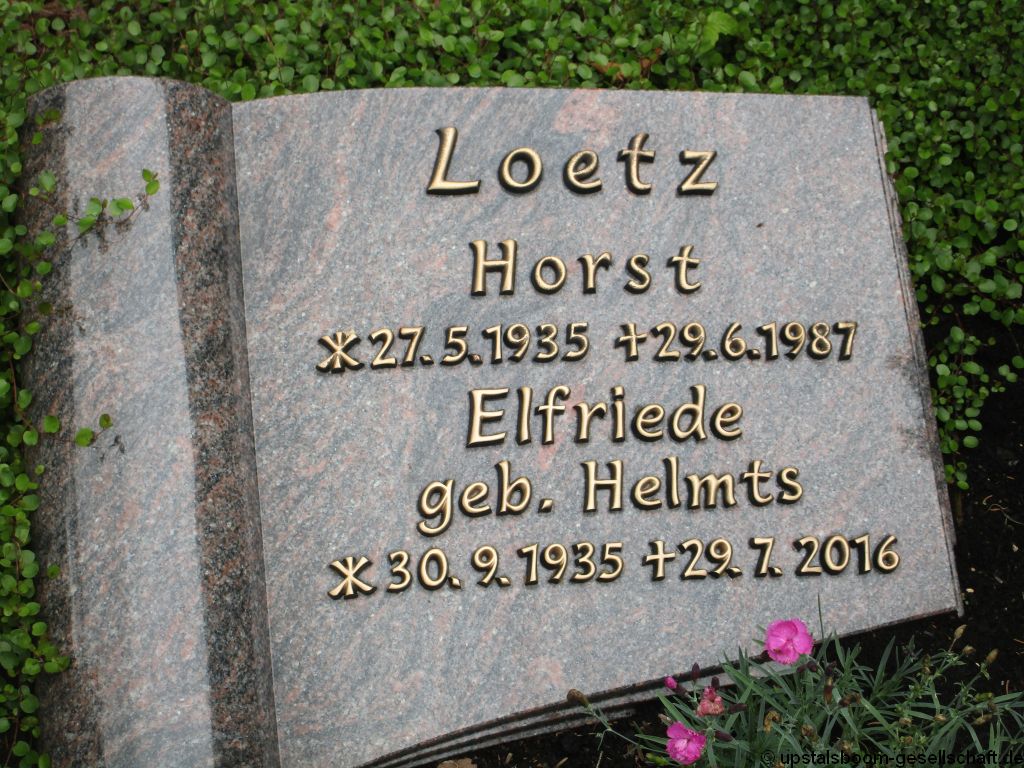 Loetz
Horst
* 27.5.1935 +29.6.1987
Elfriede
geb. Helmts
* 30.9.1935 +29.7.2016
© upstalsboom-gesellschaft.de